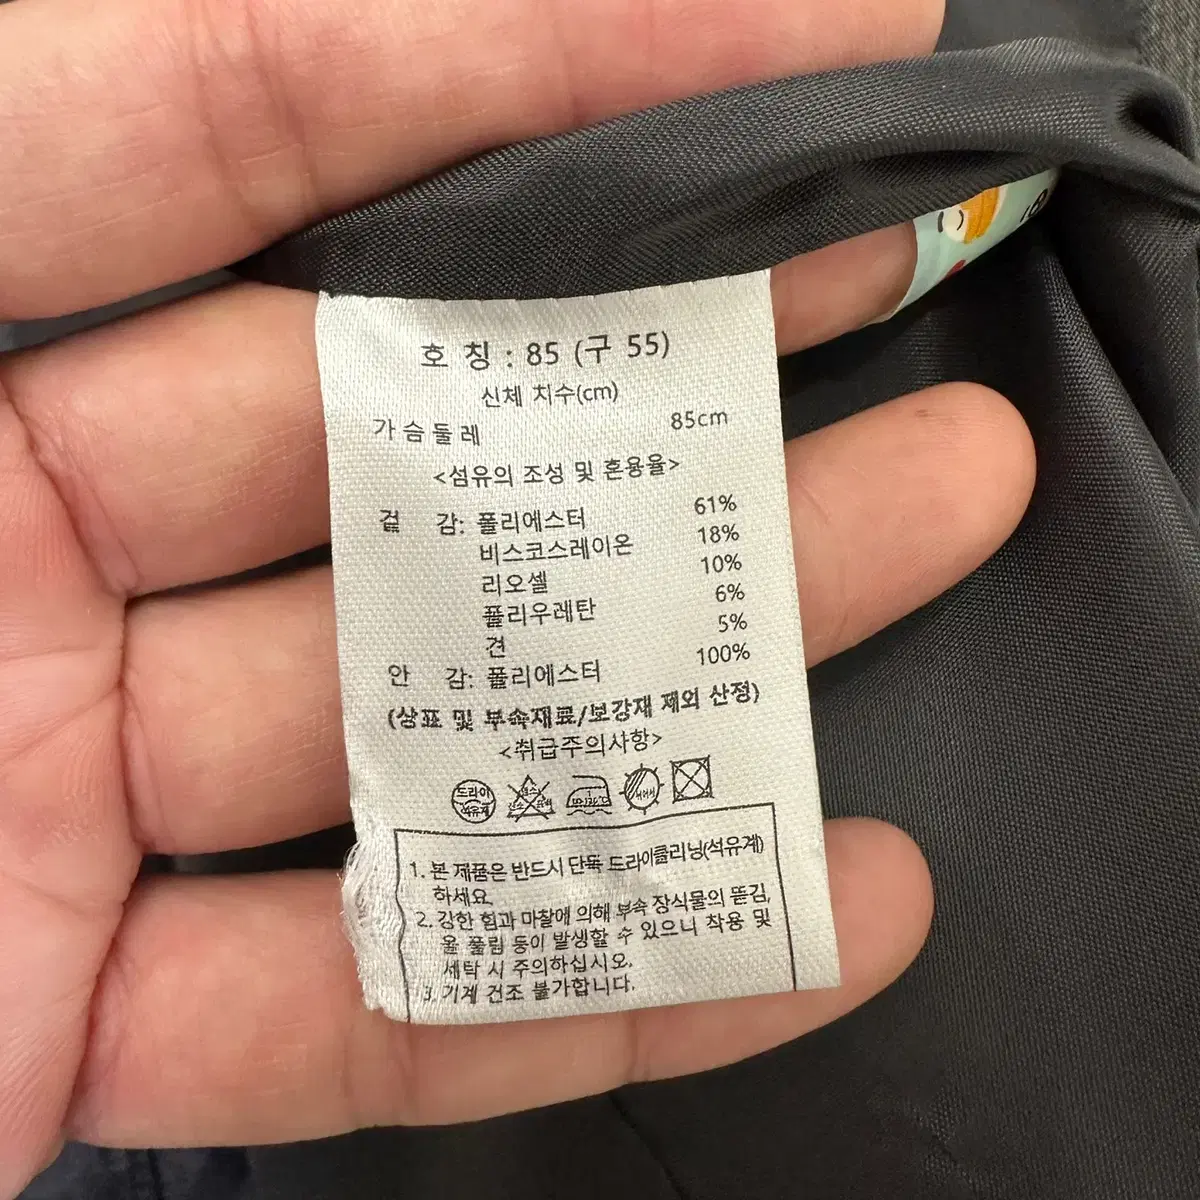 호 칭 : 85 (구 55)
신체 치수(cm)
가슴둘레 85cm
<섬유의 조성 및 혼용율>
겉 감: 폴리에스터 61%
비스코스레이온 18%
리오셀 10%
폴리우레탄 6%
견 5%
안 감: 폴리에스터 100%
(상표 및 부속재료/보강재 제외 산정)
<취급주의사항>
드라이
석유계
1. 본 제품은 반드시 단독 드라이클리닝(석유계)
하세요.
2. 강한 힘과 마찰에 의해 부속 장식물의 뜯김,
올 풀림 등이 발생할 수 있으니 착용 및
세탁 시 주의하십시오.
3. 기계 건조 불가합니다.